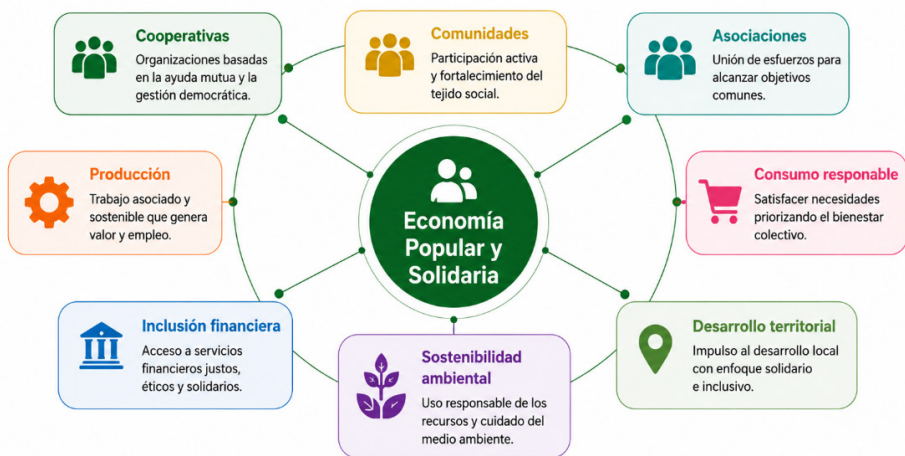 Cooperativas
Organizaciones basadas
en la ayuda mutua y la
gestión democrática.
Comunidades
Participación activa
y fortalecimiento del
tejido social.
Asociaciones
Unión de esfuerzos para
alcanzar objetivos
comunes.
Producción
Trabajo asociado y
sostenible que genera
valor y empleo.
Economía
Popular y
Solidaria
Consumo responable
Satisfacer necesidades
priorizando el bienestar
colectivo.
Inclusión financiera
Acceso a servicios
financieros justos,
éticos y solidarios.
Sostenibilidad
ambiental
Uso responsable de los
recursos y cuidado del
medio ambiente.
Desarrollo territorial
Impulso al desarrollo local
con enfoque solidario
e inclusivo.